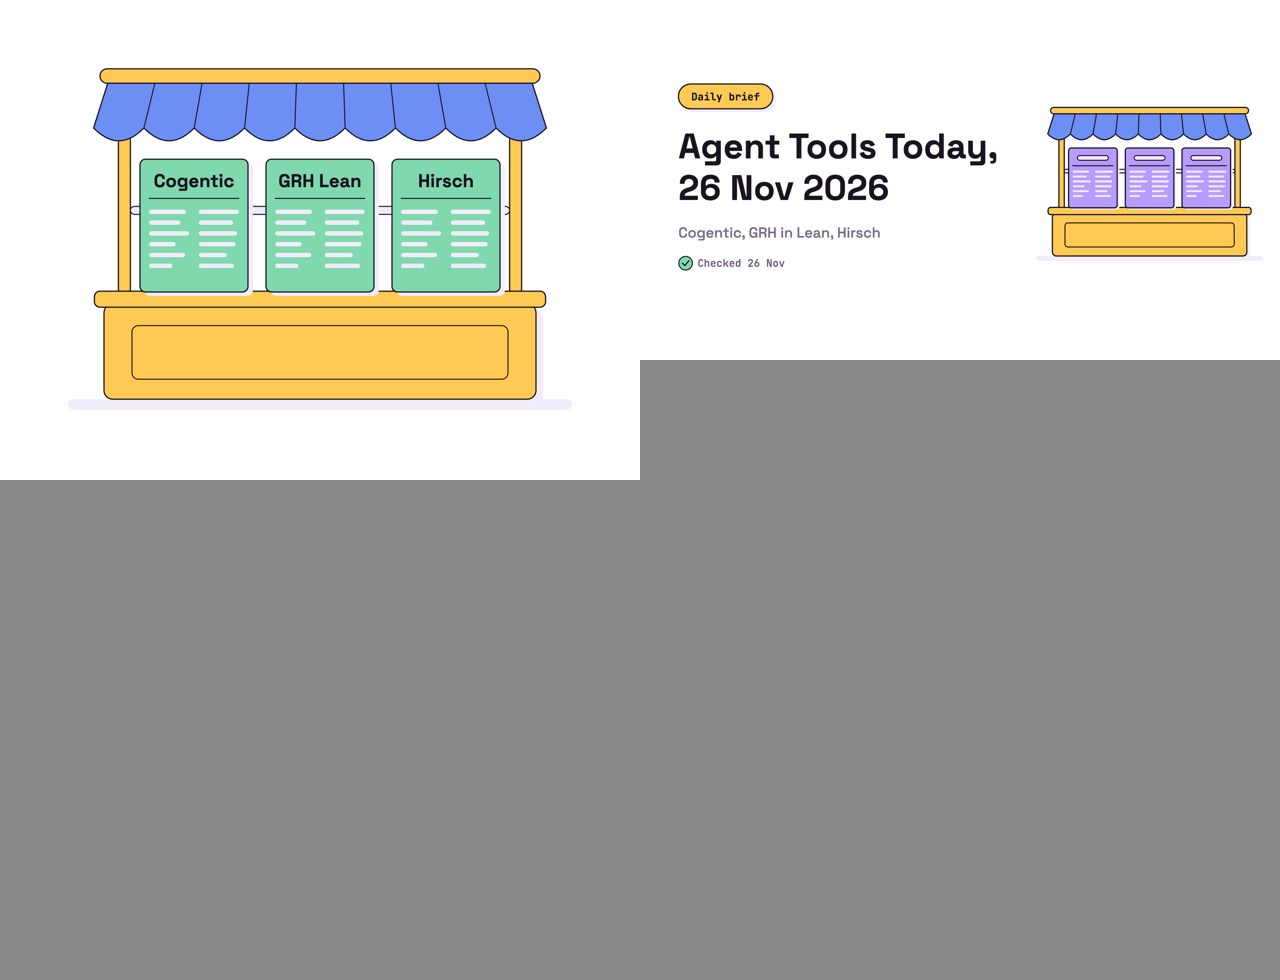 Cogentic
GRH Lean
Hirsch
Daily brief
Agent Tools Today,
26 Nov 2026
Cogentic, GRH in Lean, Hirsch
Checked 26 Nov